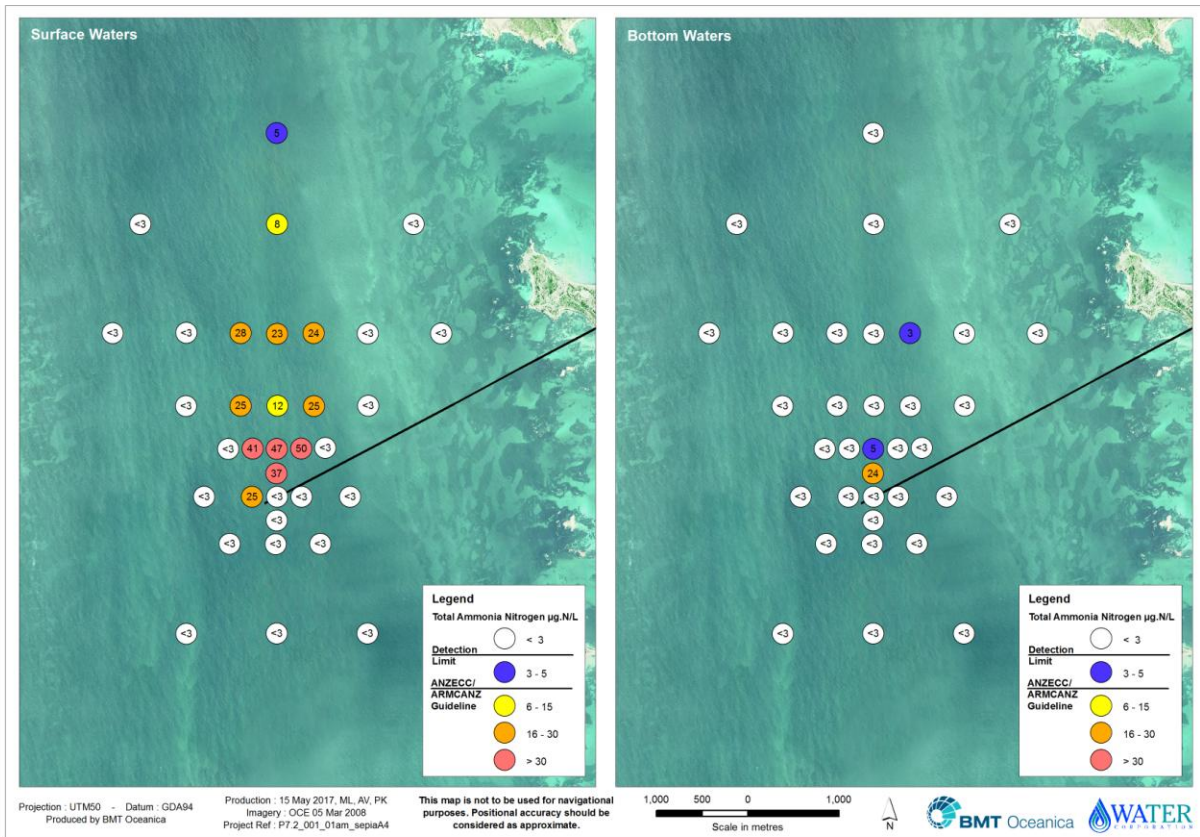 Surface Waters
5
<3
8
<3
<3
<3
28
23
24
<3
<3
<3
25
12
25
<3
<3
41
47
50
<3
37
<3
25
<3
<3
<3
<3
<3
<3
<3
<3
<3
<3
Legend
Total Ammonia Nitrogen µg.N/L
< 3
Detection
Limit
3 - 5
ANZECC/
ARMCANZ
Guideline
6 - 15
16 - 30
> 30
Bottom Waters
<3
<3
<3
<3
<3
<3
<3
<3
3
<3
<3
<3
<3
<3
<3
<3
<3
<3
5
<3
<3
24
<3
<3
<3
<3
<3
<3
<3
<3
<3
<3
<3
<3
Legend
Total Ammonia Nitrogen µg.N/L
< 3
Detection
Limit
3 - 5
ANZECC/
ARMCANZ
Guideline
6 - 15
16 - 30
> 30
Projection : UTM50 - Datum : GDA94
Produced by BMT Oceanica
Production : 15 May 2017, ML, AV, PK
Imagery : OCE 05 Mar 2008
Project Ref : P7:2_001_01am_sepiaA4
This map is not to be used for navigational
purposes. Positional accuracy should be
considered as approximate.
1,000 500 0 1,000
Scale in metres
N
BMT Oceanica
WATER
CORPORATION